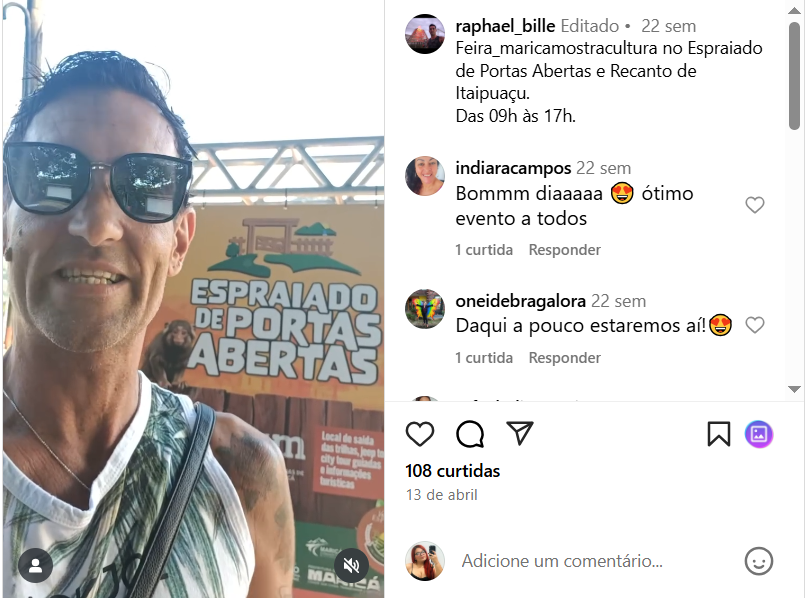 raphael_bille Editado • 22 sem
Feira_maricamostracultura no Espraiado
de Portas Abertas e Recanto de
Itaipuaçu.
Das 09h às 17h.
indiaracampos 22 sem
Bommm diaaaaa 😍 ótimo
evento a todos
1 curtida Responder
oneidebragalora 22 sem
Daqui a pouco estaremos aí!😍
1 curtida Responder
108 curtidas
13 de abril
Adicione um comentário...
ESPRAIADO
DE PORTAS
ABERTAS
Local de saída
das trilhas, jeep to
city tour guiadas
e informações
turísticas
MARICÁ